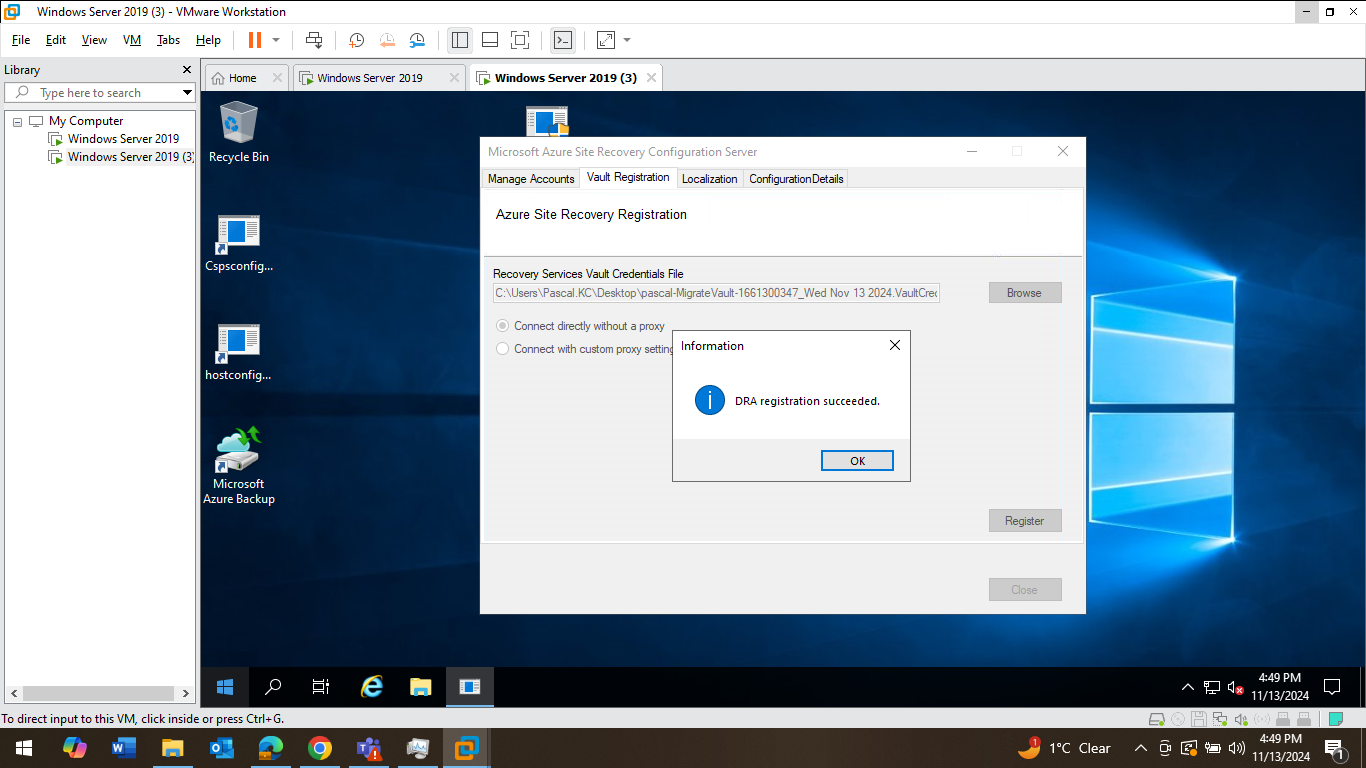 Windows Server 2019 (3) - VMware Workstation
File Edit View VM Tabs Help
Library
Type here to search
My Computer
Windows Server 2019
Windows Server 2019 (3)
Home
Windows Server 2019
Windows Server 2019 (3)
Recycle Bin
Cspsconfig...
hostconfig...
Microsoft
Azure Backup
Microsoft Azure Site Recovery Configuration Server
Manage Accounts Vault Registration Localization ConfigurationDetails
Azure Site Recovery Registration
Recovery Services Vault Credentials File
C:\Users\Pascal.KC\Desktop\pascal-MigrateVault-1661300347_Wed Nov 13 2024.VaultCred
Browse
Connect directly without a proxy
Connect with custom proxy setting
Information
DRA registration succeeded.
OK
Register
Close
4:49 PM
11/13/2024
To direct input to this VM, click inside or press Ctrl+G.
1°C Clear
4:49 PM
11/13/2024
1
1